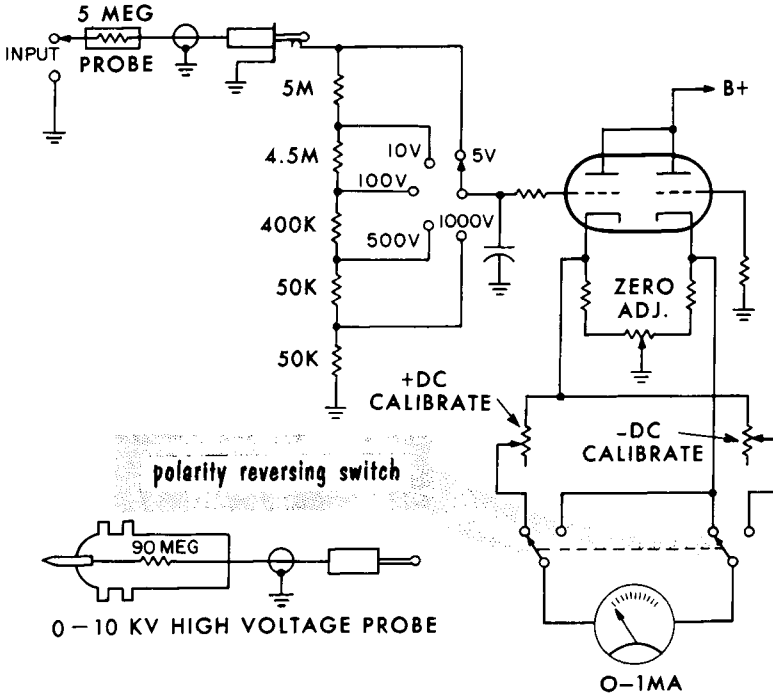 5 MEG
INPUT
PROBE
5M
4.5M
10V
5V
100V
400K
500V
1000V
50K
50K
B+
ZERO
ADJ.
+DC
CALIBRATE
–DC
CALIBRATE
polarity reversing switch
90 MEG
0–10 KV HIGH VOLTAGE PROBE
0–1MA